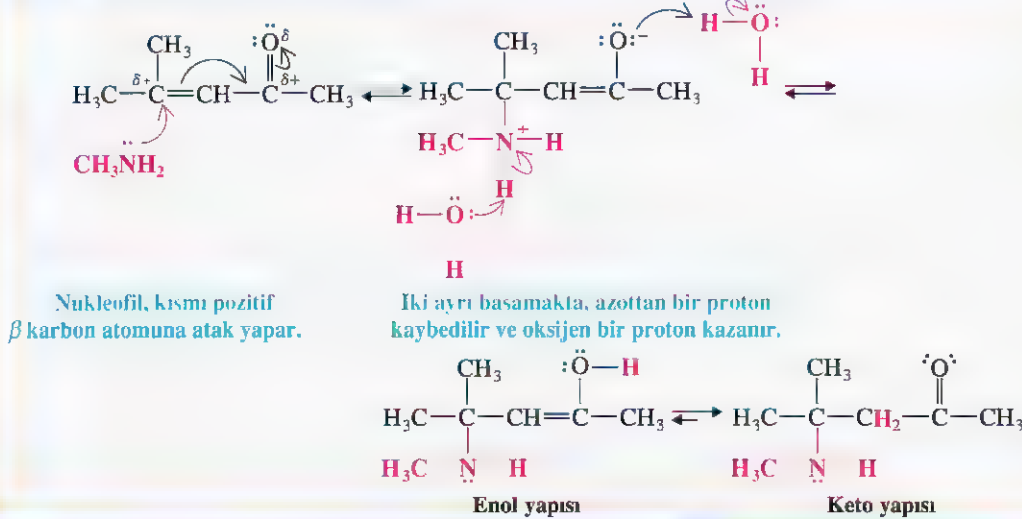 CH₃ :Ö δ CH₃ :Ö:⁻ H—Ö:
H₃C—C=CH—C—CH₃ H₃C—C—CH=C—CH₃ H
δ+ δ+
CH₃N̈H₂ H₃C—N⁺—H
H
H—Ö:
H
Nukleofil, kısmı pozitif
β karbon atomuna atak yapar.
Iki ayrı basamakta, azottan bir proton
kaybedilir ve oksijen bir proton kazanır.
CH₃ :Ö—H CH₃ Ö
H₃C—C—CH=C—CH₃ H₃C—C—CH₂—C—CH₃
H₃C N̤ H H₃C N̤ H
Enol yapısı Keto yapısı